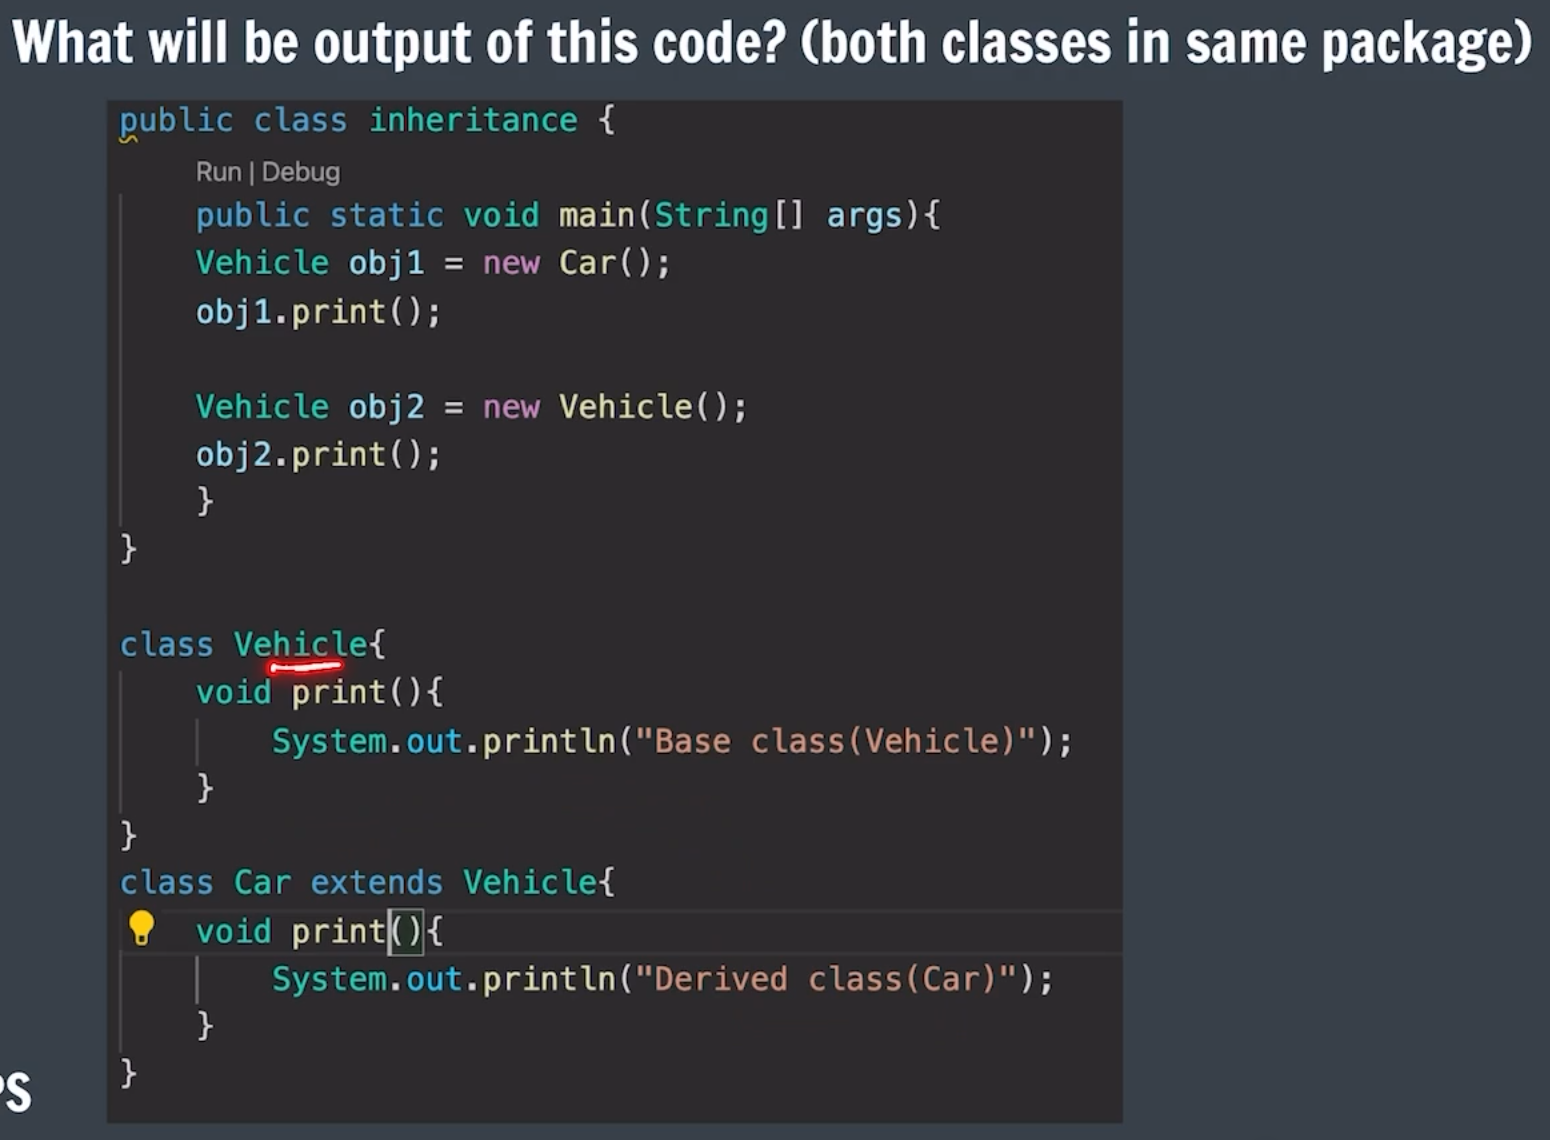 What will be output of this code? (both classes in same package)
public class inheritance {
Run | Debug
public static void main(String[] args){
Vehicle obj1 = new Car();
obj1.print();
Vehicle obj2 = new Vehicle();
obj2.print();
}
}
class Vehicle{
void print(){
System.out.println("Base class(Vehicle)");
}
}
class Car extends Vehicle{
void print(){
System.out.println("Derived class(Car)");
}
}